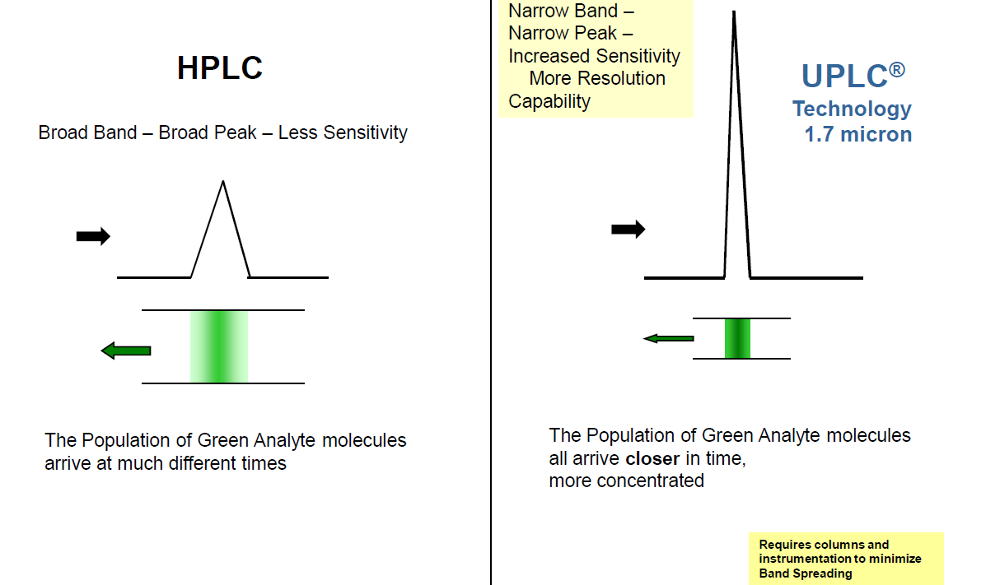 HPLC
Broad Band – Broad Peak – Less Sensitivity
The Population of Green Analyte molecules
arrive at much different times
Narrow Band –
Narrow Peak –
Increased Sensitivity
More Resolution
Capability
UPLC®
Technology
1.7 micron
The Population of Green Analyte molecules
all arrive closer in time,
more concentrated
Requires columns and
instrumentation to minimize
Band Spreading